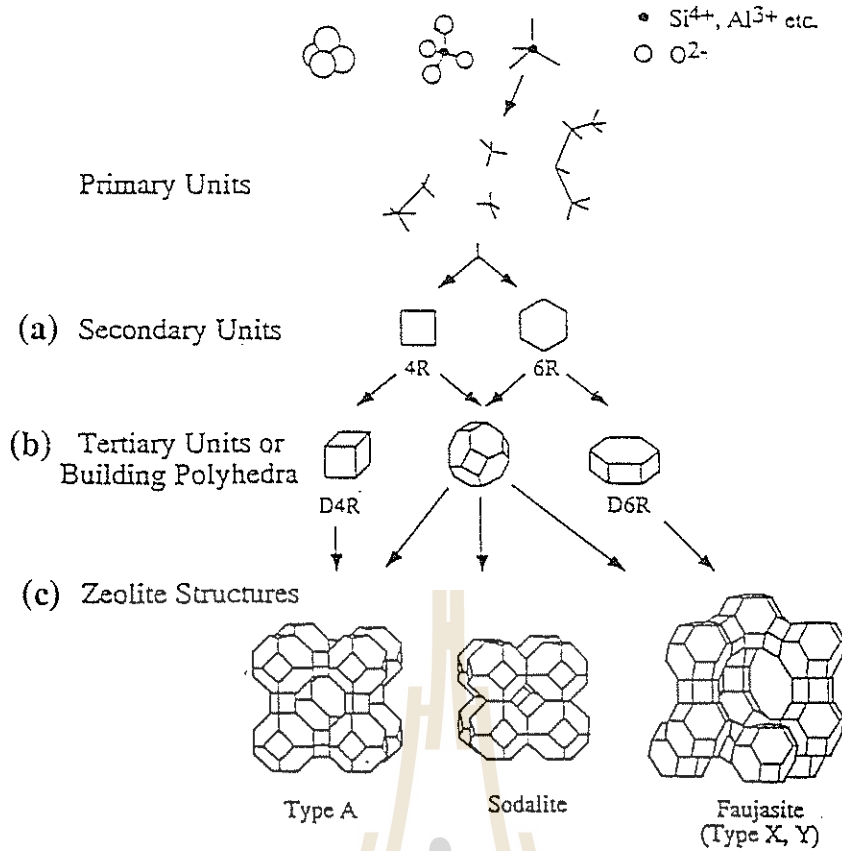 • Si4+, Al3+ etc.
○ O2-
Primary Units
(a) Secondary Units
4R
6R
(b) Tertiary Units or
Building Polyhedra
D4R
D6R
(c) Zeolite Structures
Type A
Sodalite
Faujasite
(Type X, Y)